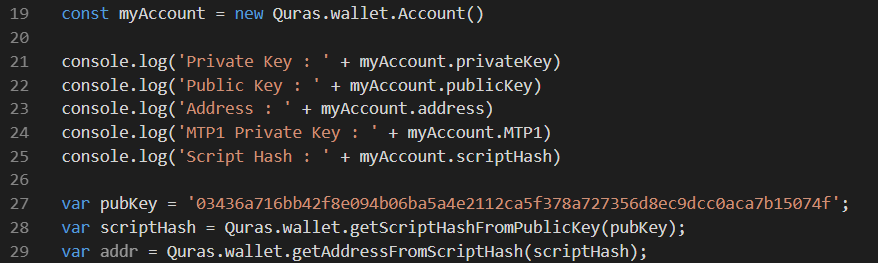 19 const myAccount = new Quras.wallet.Account()
20
21 console.log('Private Key : ' + myAccount.privateKey)
22 console.log('Public Key : ' + myAccount.publicKey)
23 console.log('Address : ' + myAccount.address)
24 console.log('MTP1 Private Key : ' + myAccount.MTP1)
25 console.log('Script Hash : ' + myAccount.scriptHash)
26
27 var pubKey = '03436a716bb42f8e094b06ba5a4e2112ca5f378a727356d8ec9dcc0aca7b15074f';
28 var scriptHash = Quras.wallet.getScriptHashFromPublicKey(pubKey);
29 var addr = Quras.wallet.getAddressFromScriptHash(scriptHash);